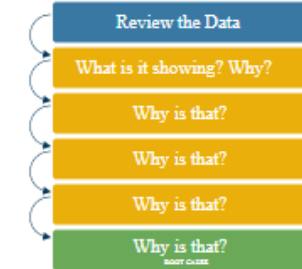 Review the Data
What is it showing? Why?
Why is that?
Why is that?
Why is that?
Why is that?
ROOT CAUSE